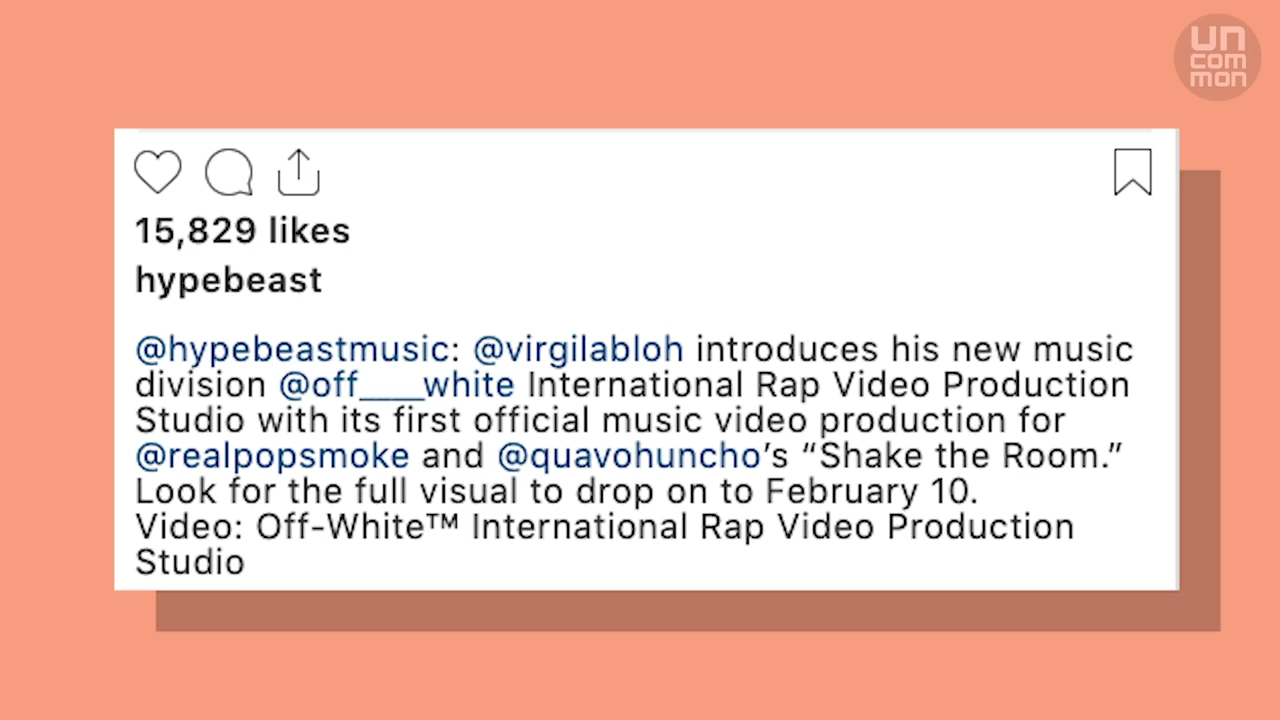 un
com
mon
15,829 likes
hypebeast
@hypebeastmusic: @virgilabloh introduces his new music
division @off____white International Rap Video Production
Studio with its first official music video production for
@realpopsmoke and @quavohuncho’s “Shake the Room.”
Look for the full visual to drop on to February 10.
Video: Off-White™ International Rap Video Production
Studio